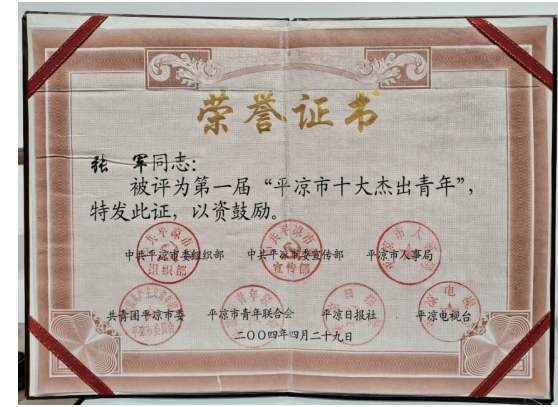 荣誉证书
张 军同志:
被评为第一届“平凉市十大杰出青年”,
特发此证,以资鼓励。
中共平凉市委组织部 中共平凉市委宣传部 平凉市人事局
共青团平凉市委 平凉市青年联合会 平凉日报社 平凉电视台
二〇〇四年四月二十九日